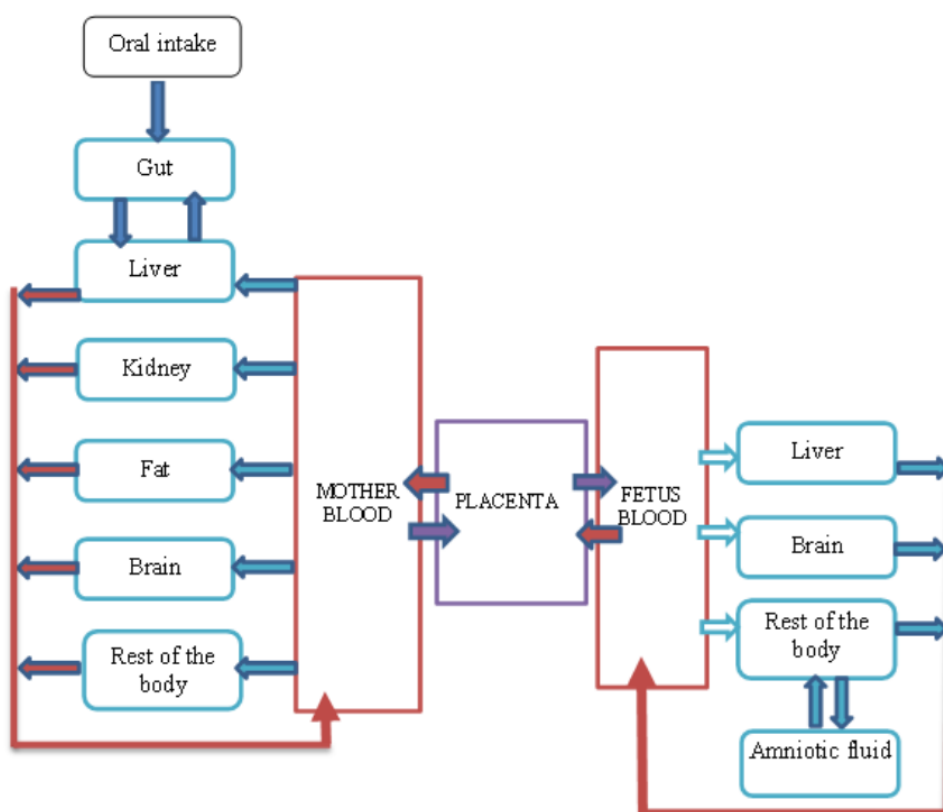 Oral intake
Gut
Liver
Kidney
Fat
Brain
Rest of the
body
MOTHER
BLOOD
PLACENTA
FETUS
BLOOD
Liver
Brain
Rest of the
body
Amniotic fluid